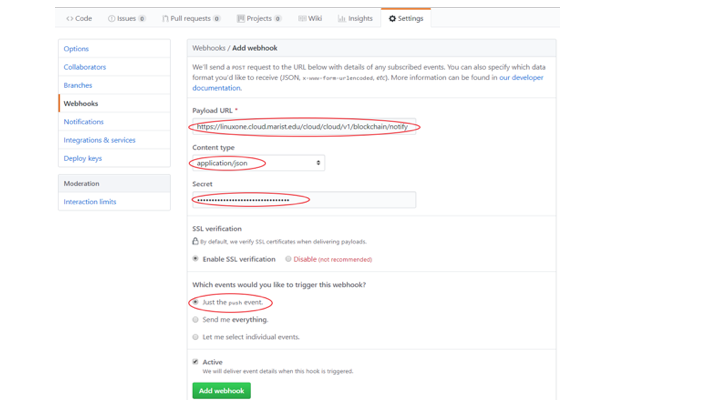 Code Issues 0 Pull requests 0 Projects 0 Wiki Insights Settings
Options
Collaborators
Branches
Webhooks
Notifications
Integrations & services
Deploy keys
Moderation
Interaction limits
Webhooks / Add webhook
We'll send a POST request to the URL below with details of any subscribed events. You can also specify which data
format you'd like to receive (JSON, x-www-form-urlencoded, etc). More information can be found in our developer
documentation.
Payload URL *
https://linuxone.cloud.marist.edu/cloud/cloud/v1/blockchain/notify
Content type
application/json
Secret
SSL verification
By default, we verify SSL certificates when delivering payloads.
Enable SSL verification Disable (not recommended)
Which events would you like to trigger this webhook?
Just the push event.
Send me everything.
Let me select individual events.
Active
We will deliver event details when this hook is triggered.
Add webhook